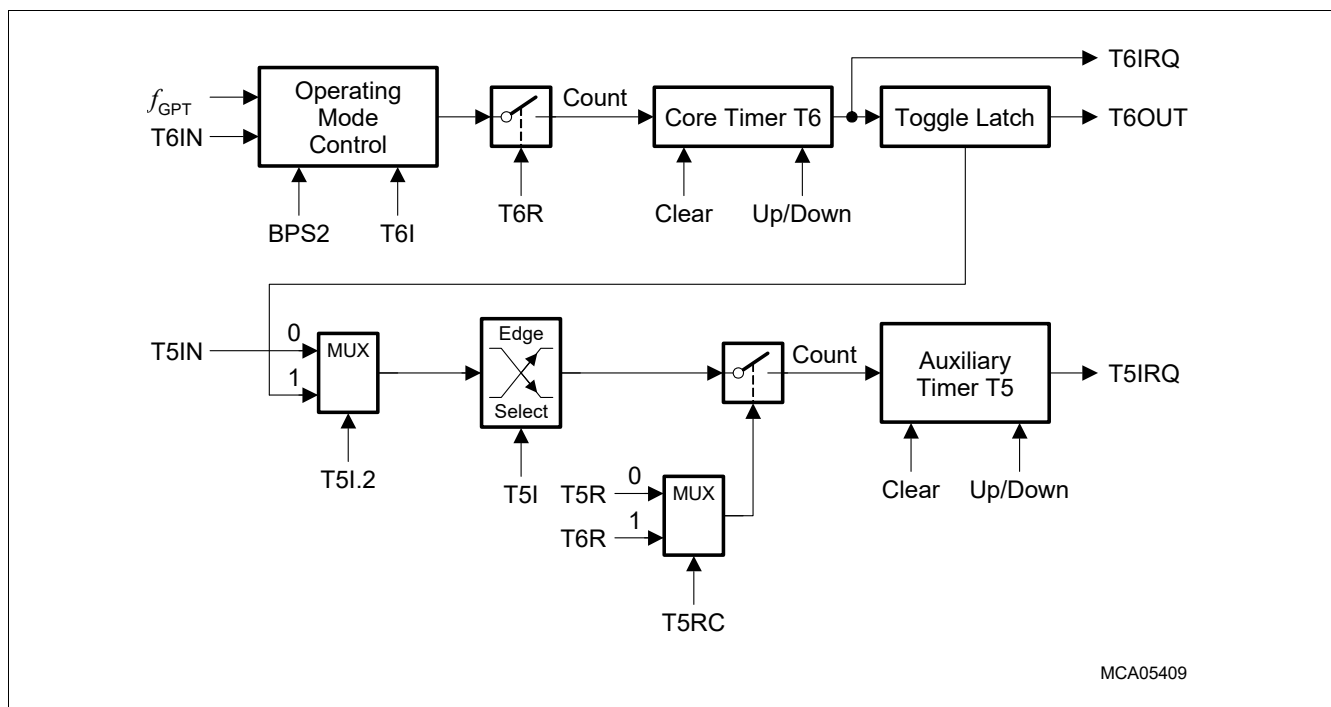 f GPT
T6IN
Operating
Mode
Control
BPS2
T6I
T6R
Count
Core Timer T6
Clear
Up/Down
Toggle Latch
T6IRQ
T6OUT
T5IN
0
1
MUX
T5I.2
Edge
Select
T5I
T5R
0
T6R
1
MUX
T5RC
Count
Auxiliary
Timer T5
Clear
Up/Down
T5IRQ
MCA05409